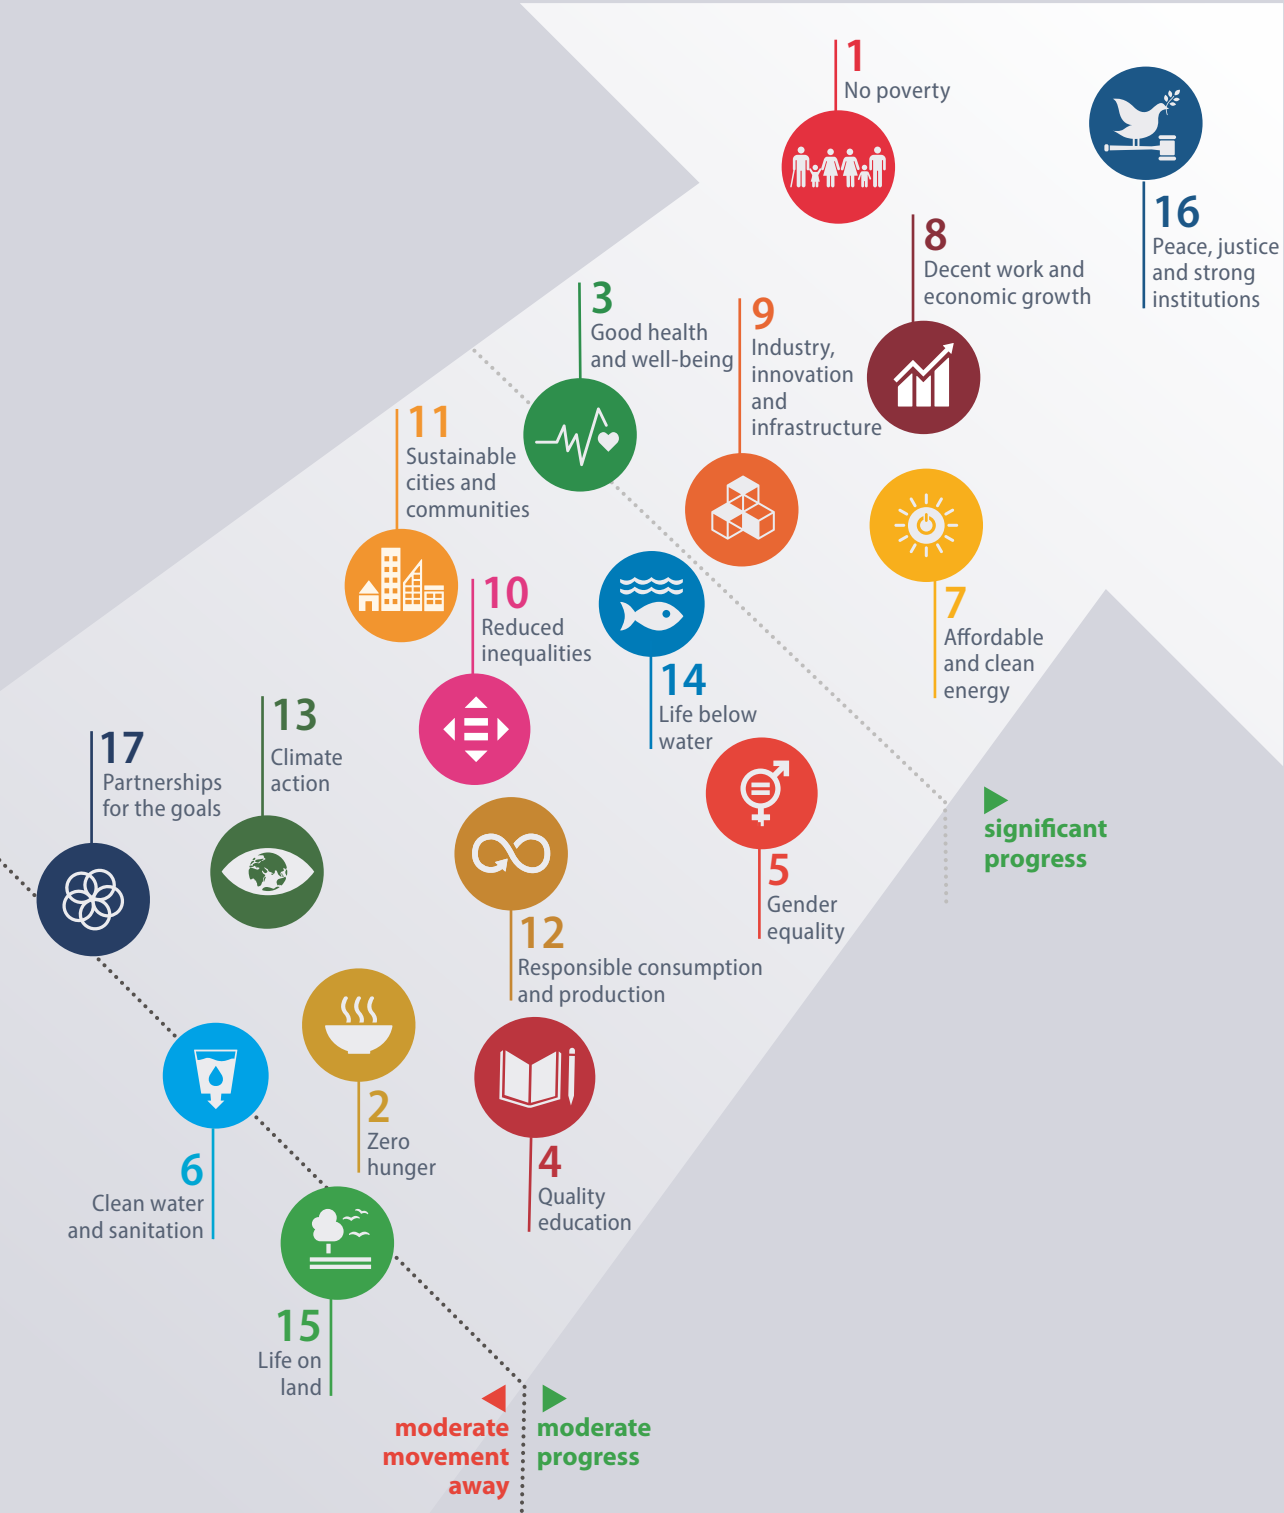 1
No poverty
16
Peace, justice
and strong
institutions
8
Decent work and
economic growth
3
Good health
and well-being
9
Industry,
innovation
and
infrastructure
11
Sustainable
cities and
communities
10
Reduced
inequalities
7
Affordable
and clean
energy
14
Life below
water
13
Climate
action
17
Partnerships
for the goals
significant
progress
5
Gender
equality
12
Responsible consumption
and production
2
Zero
hunger
4
Quality
education
6
Clean water
and sanitation
15
Life on
land
moderate
movement
away
moderate
progress